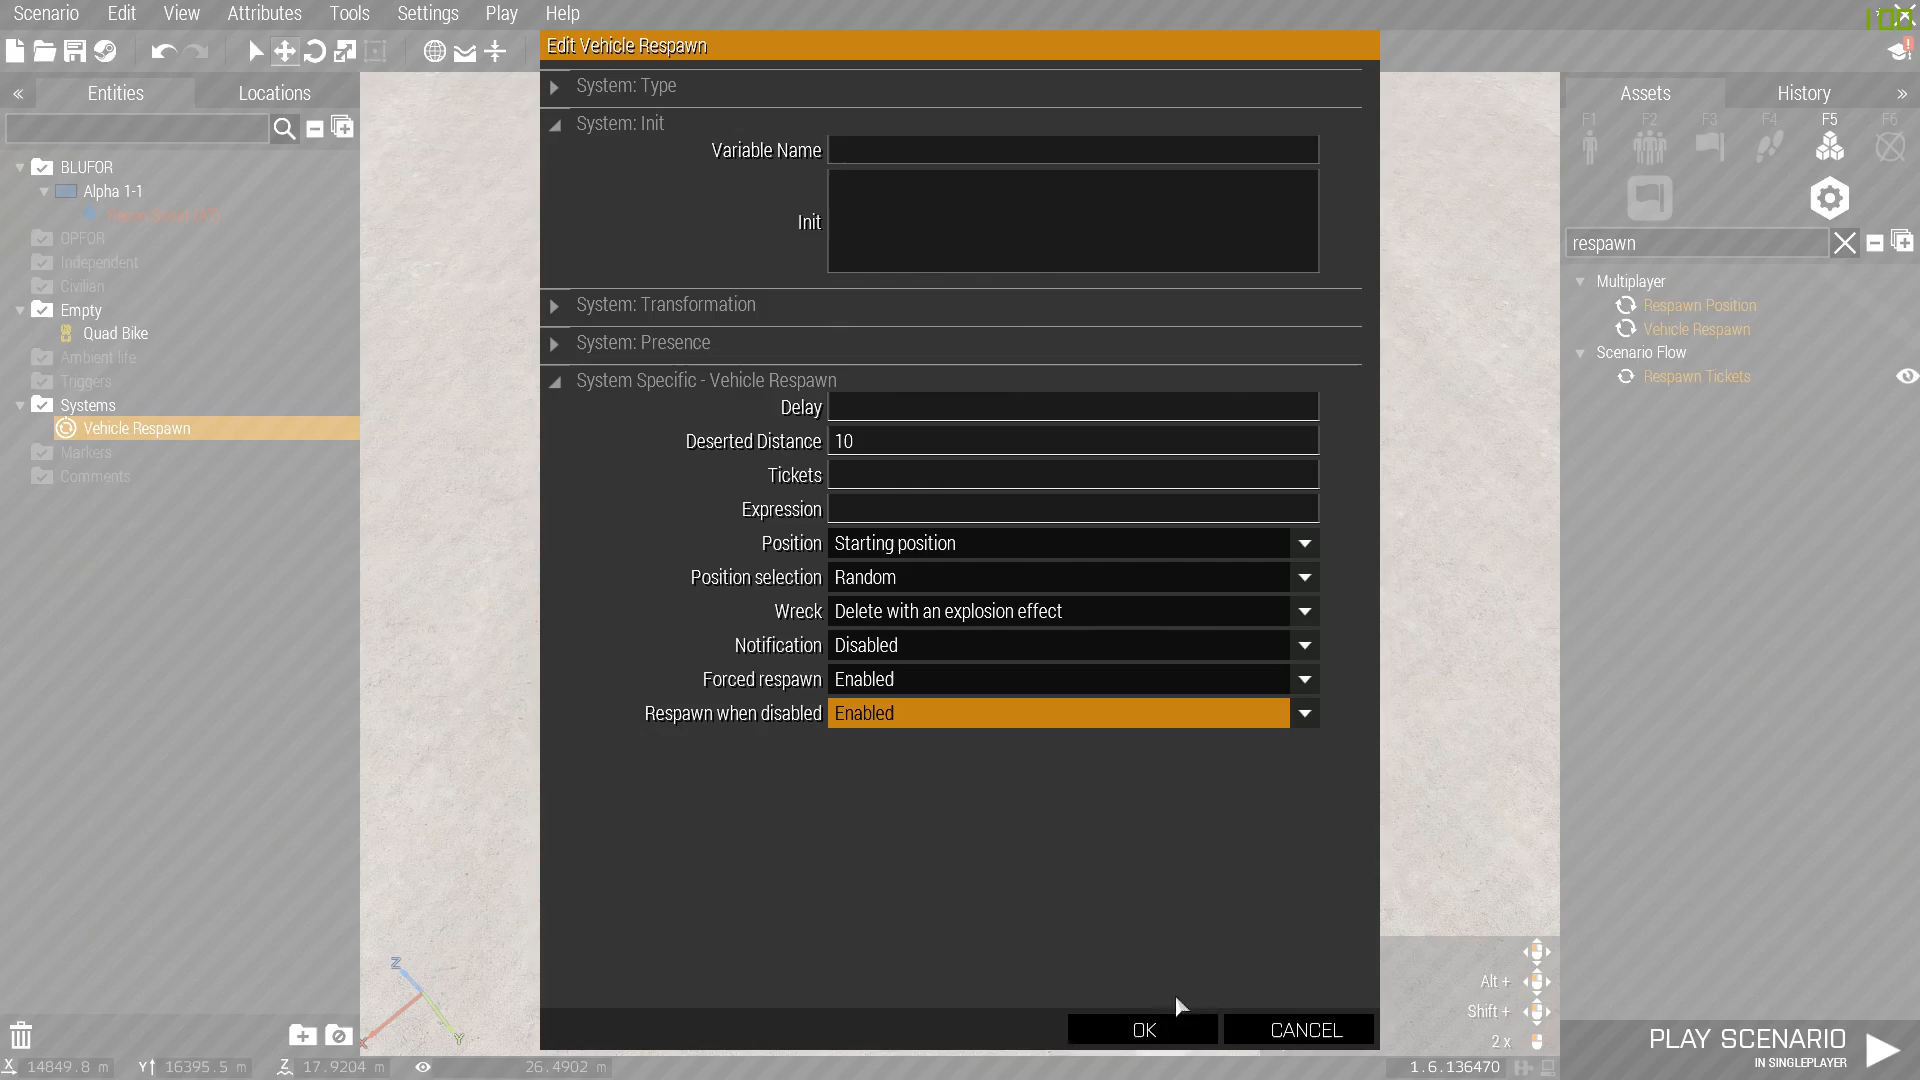 Scenario Edit View Attributes Tools Settings Play Help
100
Edit Vehicle Respawn
Entities Locations
BLUFOR
Alpha 1-1
OPFOR
Independent
Civilian
Empty
Quad Bike
Ambient life
Triggers
Systems
Vehicle Respawn
Markers
Comments
System: Type
System: Init
Variable Name
Init
System: Transformation
System: Presence
System Specific - Vehicle Respawn
Delay
Deserted Distance 10
Tickets
Expression
Position Starting position
Position selection Random
Wreck Delete with an explosion effect
Notification Disabled
Forced respawn Enabled
Respawn when disabled Enabled
OK CANCEL
Assets History
F1 F2 F3 F4 F5 F6
respawn
Multiplayer
Respawn Position
Vehicle Respawn
Scenario Flow
Respawn Tickets
Alt +
Shift +
2 x
PLAY SCENARIO
IN SINGLEPLAYER
Z
X
Y
X 14849.8 m Y 16395.5 m Z 17.9204 m 26.4902 m 1.6.136470